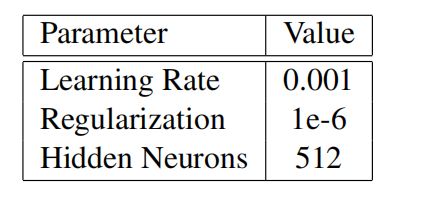 Parameter Value
Learning Rate 0.001
Regularization 1e-6
Hidden Neurons 512